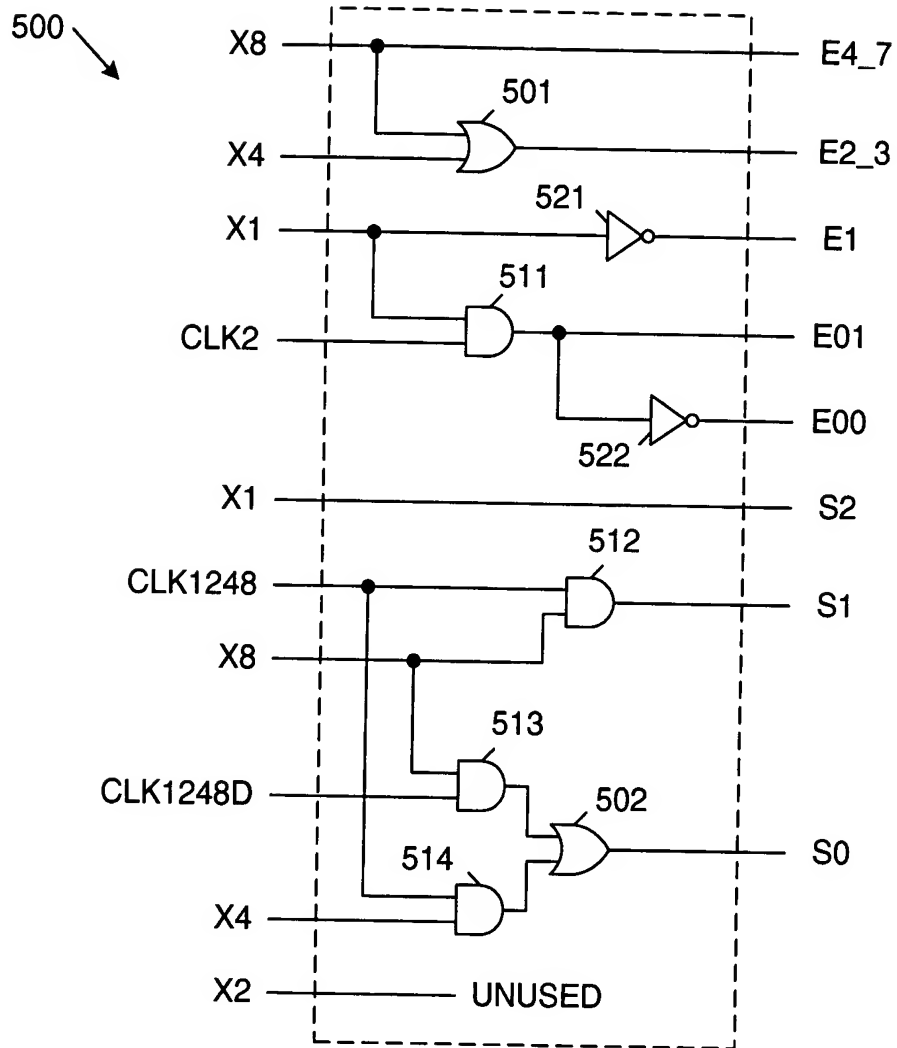 500
X8
E4_7
501
X4
E2_3
521
X1
E1
511
CLK2
E01
E00
522
X1
S2
512
CLK1248
S1
X8
513
CLK1248D
502
514
S0
X4
X2
UNUSED